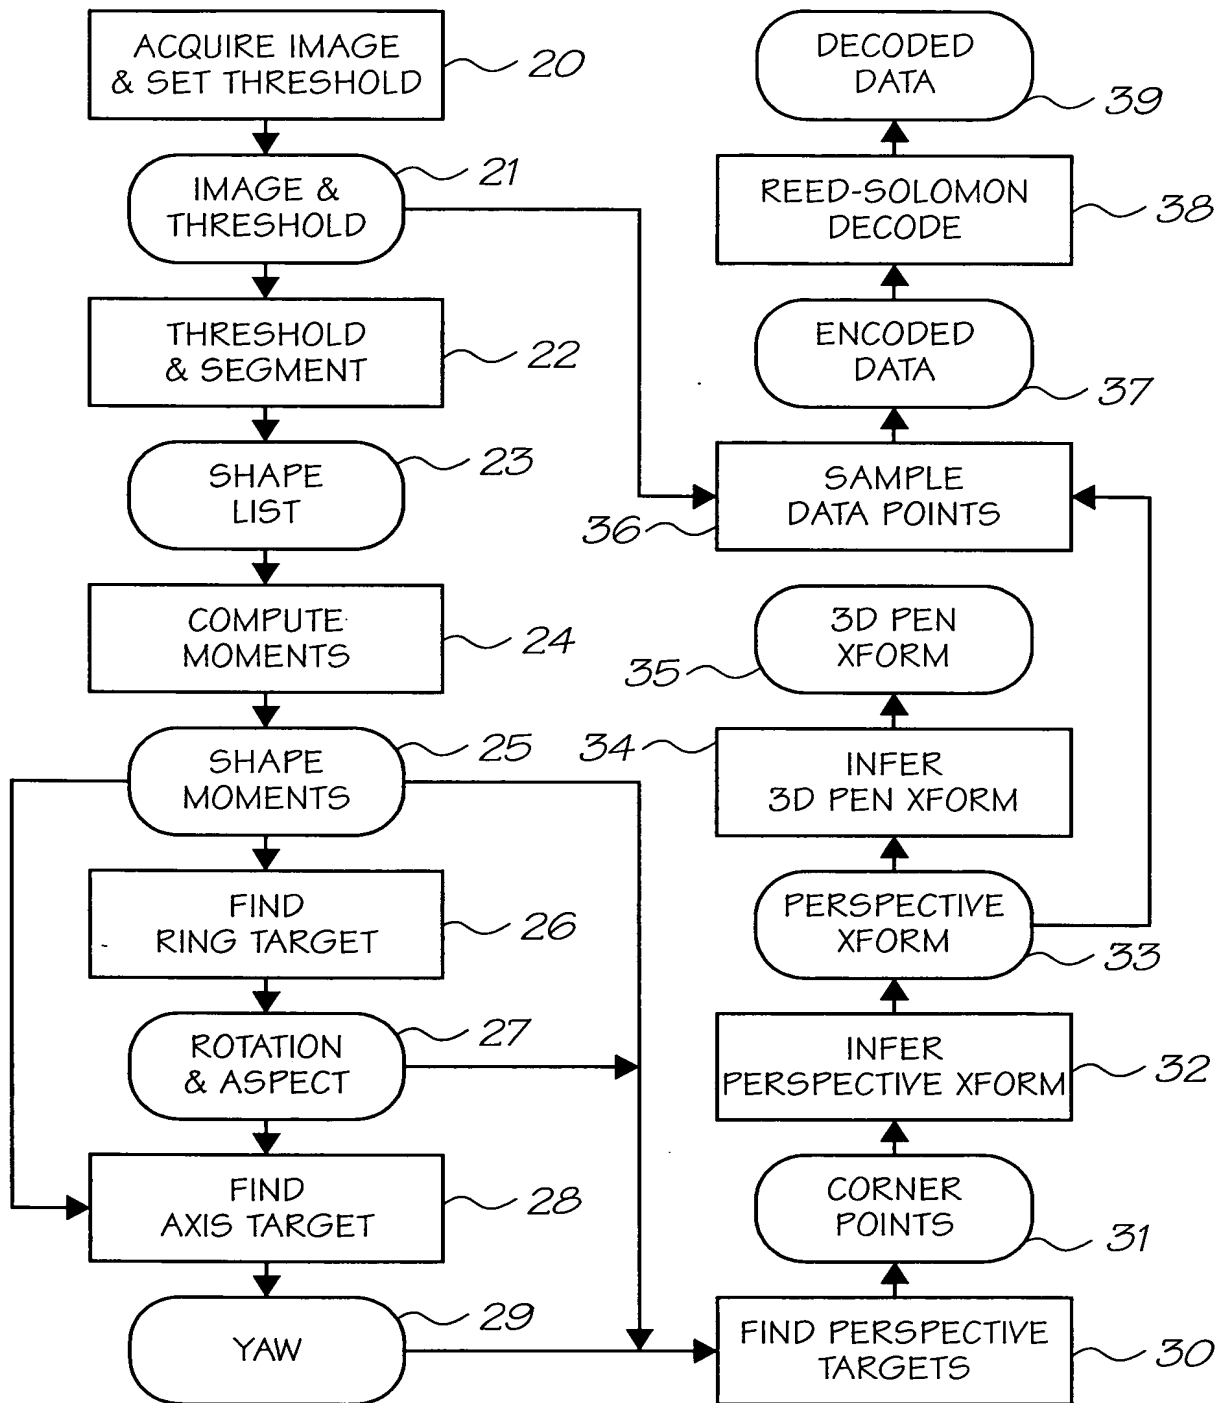 ACQUIRE IMAGE
& SET THRESHOLD
20
IMAGE &
THRESHOLD
21
THRESHOLD
& SEGMENT
22
SHAPE
LIST
23
COMPUTE
MOMENTS
24
SHAPE
MOMENTS
25
FIND
RING TARGET
26
ROTATION
& ASPECT
27
FIND
AXIS TARGET
28
YAW
29
DECODED
DATA
39
REED-SOLOMON
DECODE
38
ENCODED
DATA
37
SAMPLE
DATA POINTS
36
3D PEN
XFORM
35
INFER
3D PEN XFORM
34
PERSPECTIVE
XFORM
33
INFER
PERSPECTIVE XFORM
32
CORNER
POINTS
31
FIND PERSPECTIVE
TARGETS
30